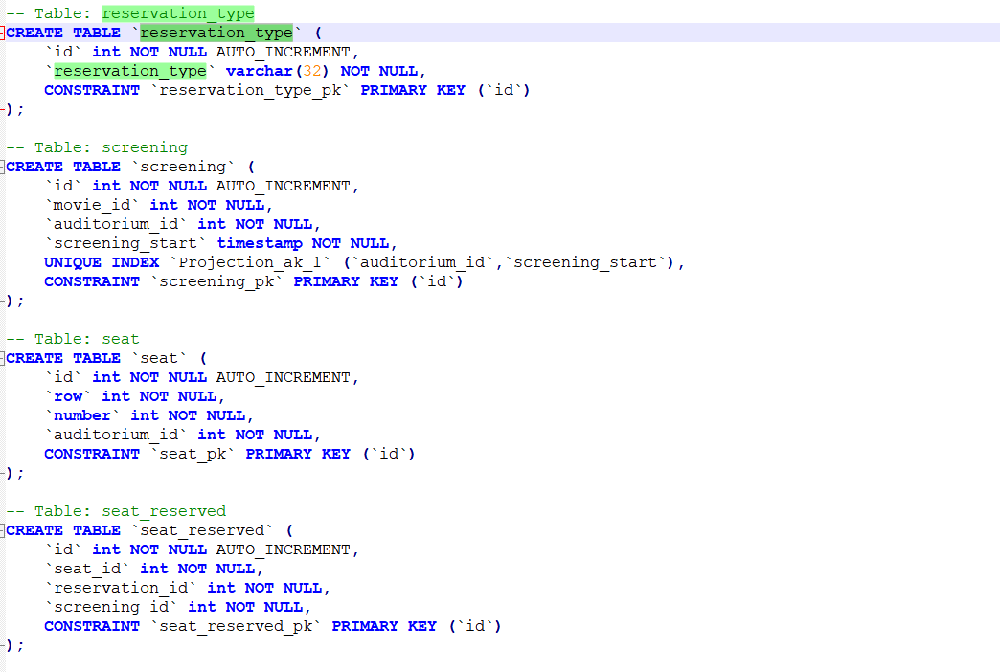 -- Table: reservation_type
CREATE TABLE `reservation_type` (
    `id` int NOT NULL AUTO_INCREMENT,
    `reservation_type` varchar(32) NOT NULL,
    CONSTRAINT `reservation_type_pk` PRIMARY KEY (`id`)
);

-- Table: screening
CREATE TABLE `screening` (
    `id` int NOT NULL AUTO_INCREMENT,
    `movie_id` int NOT NULL,
    `auditorium_id` int NOT NULL,
    `screening_start` timestamp NOT NULL,
    UNIQUE INDEX `Projection_ak_1` (`auditorium_id`,`screening_start`),
    CONSTRAINT `screening_pk` PRIMARY KEY (`id`)
);

-- Table: seat
CREATE TABLE `seat` (
    `id` int NOT NULL AUTO_INCREMENT,
    `row` int NOT NULL,
    `number` int NOT NULL,
    `auditorium_id` int NOT NULL,
    CONSTRAINT `seat_pk` PRIMARY KEY (`id`)
);

-- Table: seat_reserved
CREATE TABLE `seat_reserved` (
    `id` int NOT NULL AUTO_INCREMENT,
    `seat_id` int NOT NULL,
    `reservation_id` int NOT NULL,
    `screening_id` int NOT NULL,
    CONSTRAINT `seat_reserved_pk` PRIMARY KEY (`id`)
);